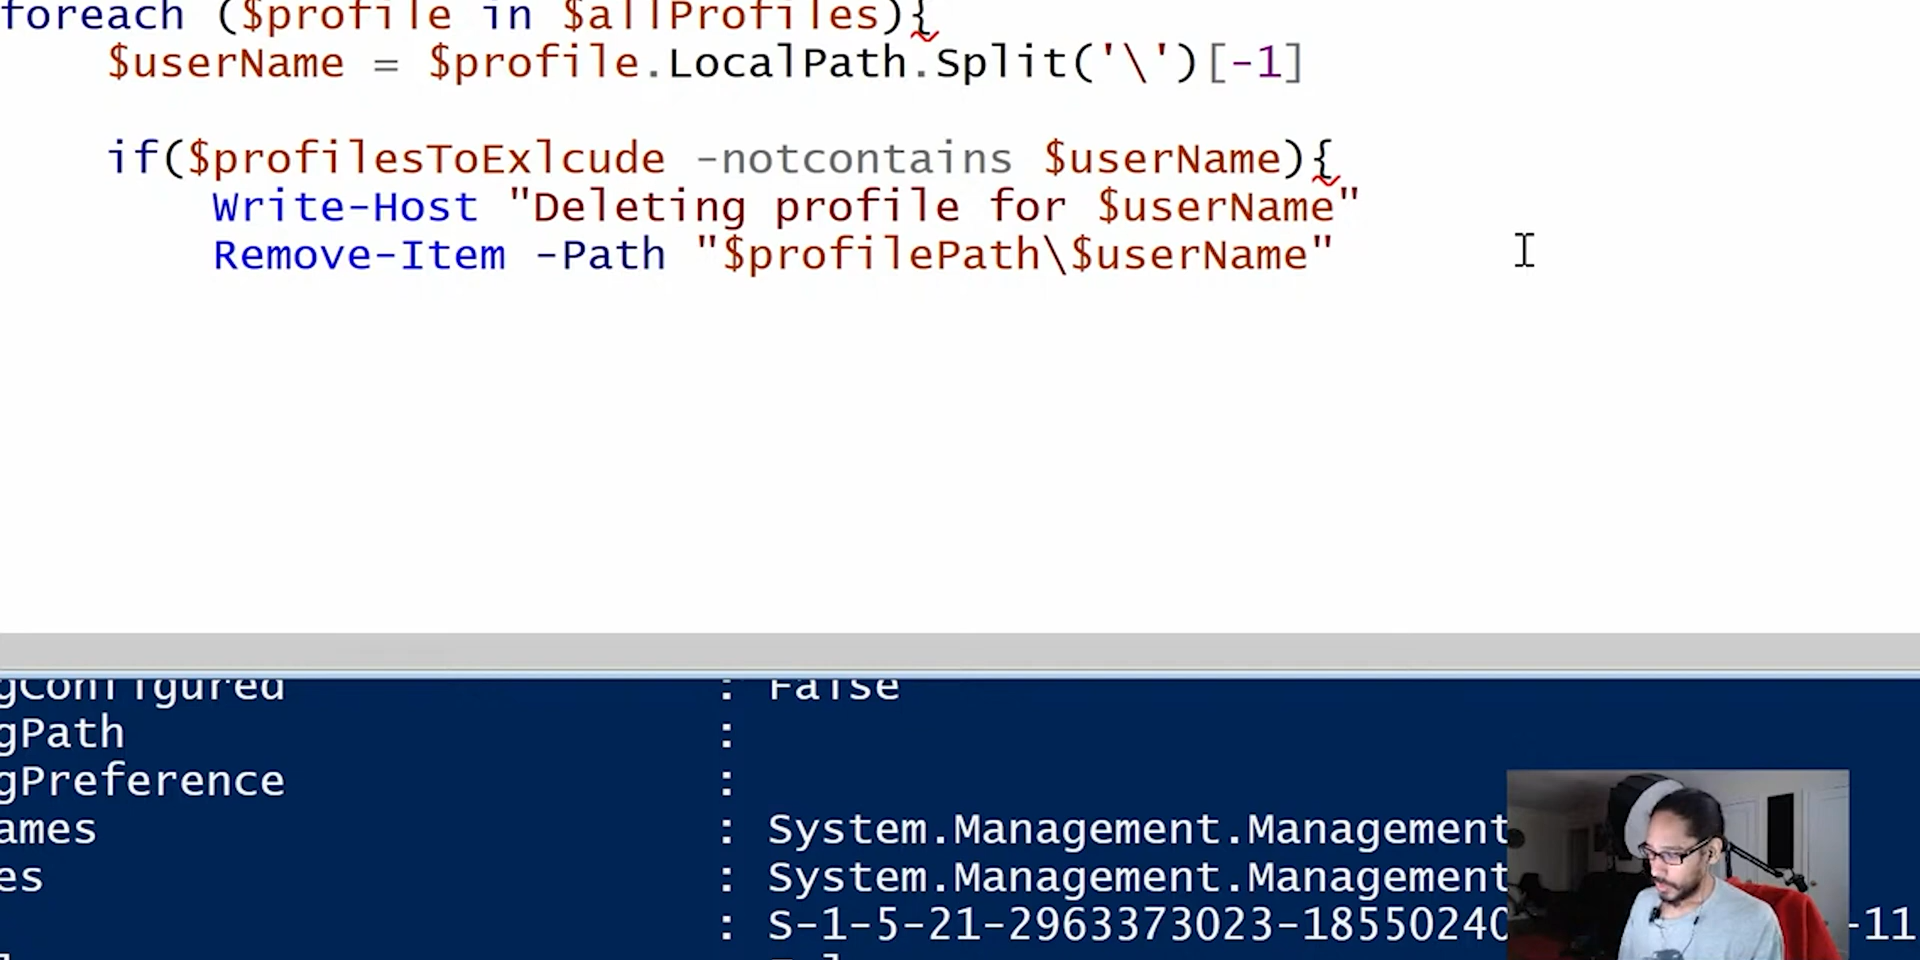 foreach ($profile in $allProfiles){
$userName = $profile.LocalPath.Split('\')[-1]
if($profilesToExlcude -notcontains $userName){
Write-Host "Deleting profile for $userName"
Remove-Item -Path "$profilePath\$userName"
gConfigured : False
gPath :
gPreference :
ames : System.Management.Management
es : System.Management.Management
: S-1-5-21-2963373023-18550240 -11